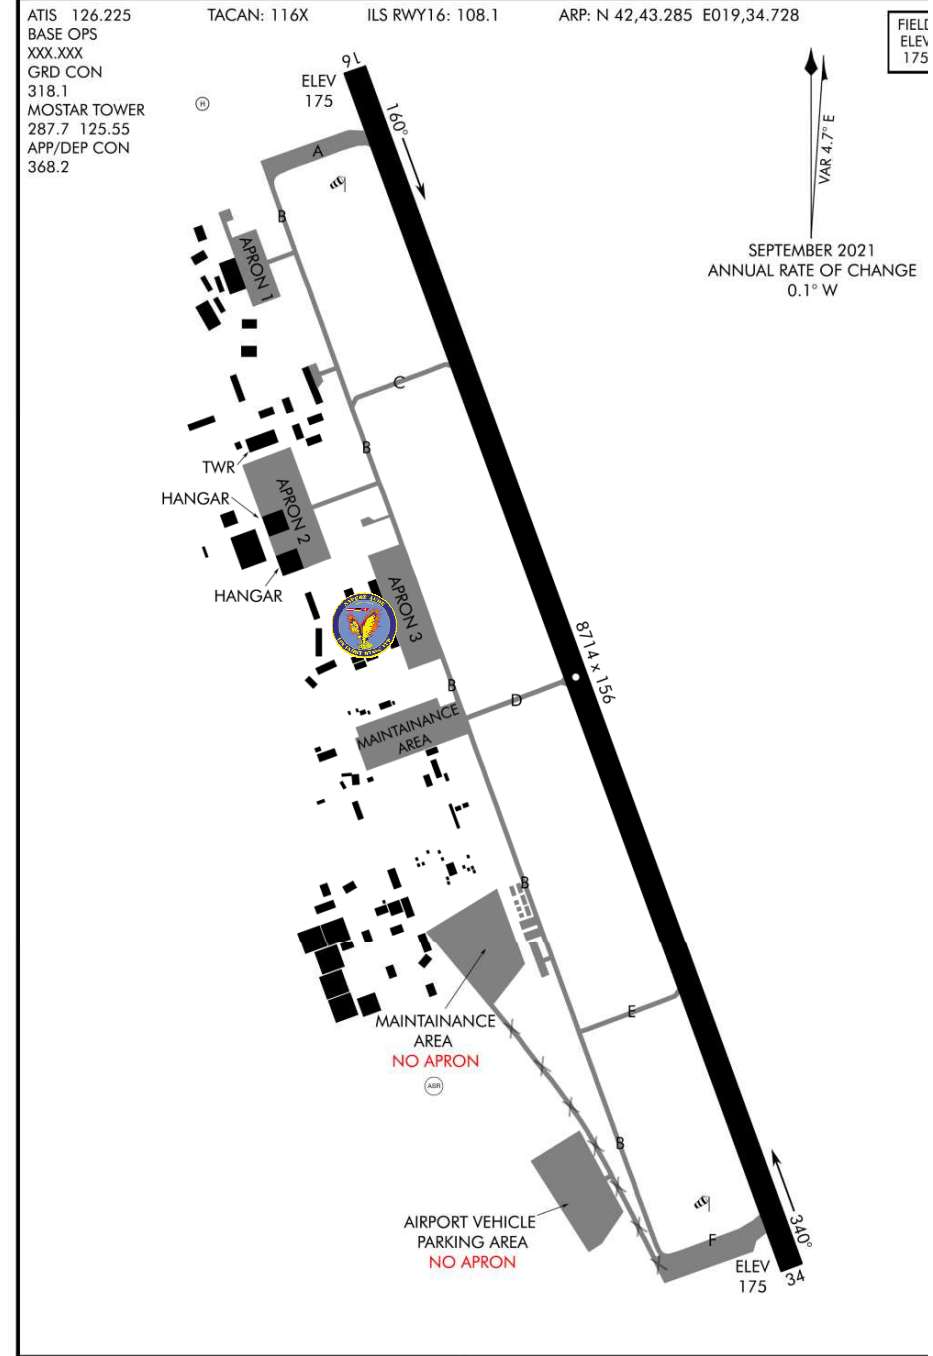 ATIS 126.225
TACAN: 116X
ILS RWY16: 108.1
ARP: N 42,43.285 E019,34.728
BASE OPS
XXX.XXX
GRD CON
318.1
MOSTAR TOWER
287.7 125.55
APP/DEP CON
368.2
FIELD
ELEV
175
16
ELEV
175
160°
H
A
VAR 4.7° E
B
APRON 1
SEPTEMBER 2021
ANNUAL RATE OF CHANGE
0.1° W
C
B
TWR
HANGAR
APRON 2
HANGAR
APRON 3
8714 x 156
B
D
MAINTAINANCE
AREA
B
E
MAINTAINANCE
AREA
NO APRON
ASR
B
AIRPORT VEHICLE
PARKING AREA
NO APRON
F
340°
ELEV
175
34